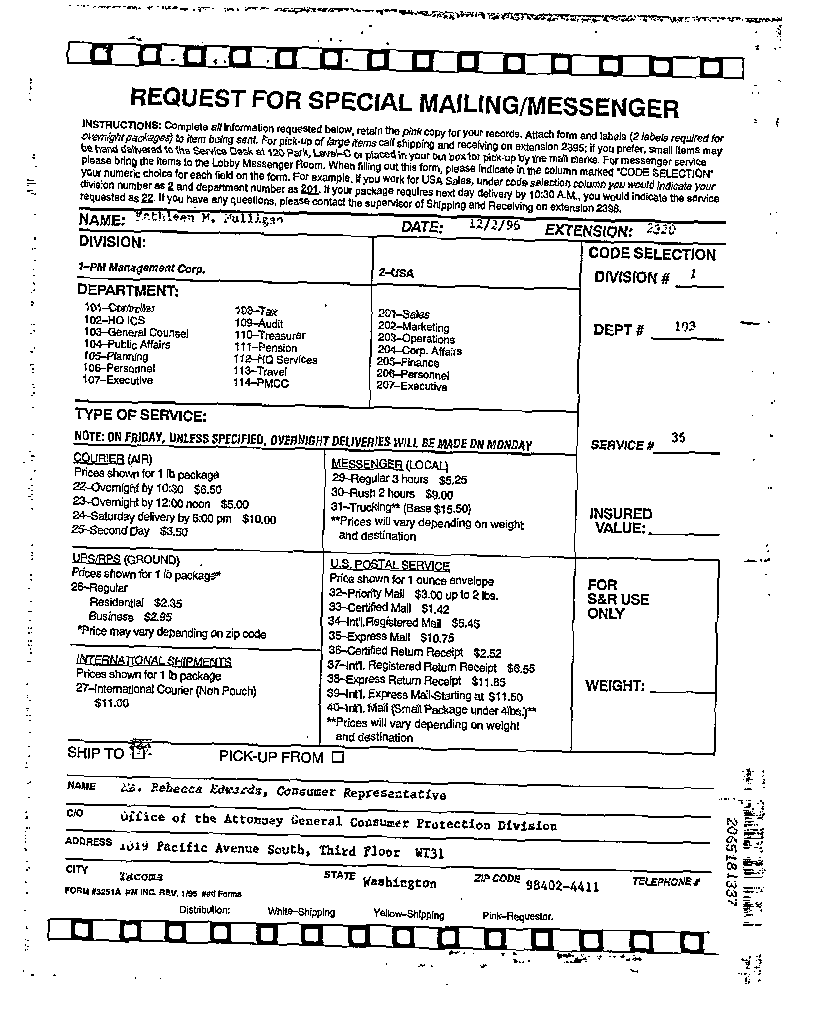 REQUEST FOR SPECIAL MAILING/MESSENGER
INSTRUCTIONS: Complete all information requested below, retain the pink copy for your records. Attach form and labels (2 labels required for
overnight packages) to item being sent. For pick-up of large items call shipping and receiving on extension 2395; if you prefer, small items may
be hand delivered to the Service Desk at 120 Park, Level-C or placed in your out box for pick-up by the mail clerks. For messenger service
please bring the items to the Lobby Messenger Room. When filling out this form, please indicate in the column marked "CODE SELECTION"
your numeric choice for each field on the form. For example, if you work for USA Sales, under code selection column you would indicate your
division number as 2 and department number as 201. If your package requires next day delivery by 10:30 A.M., you would indicate the service
requested as 22. If you have any questions, please contact the supervisor of Shipping and Receiving on extension 2398.
NAME: Kathleen M. Fulligan DATE: 12/2/96 EXTENSION: 2320
DIVISION:
1–PM Management Corp. 2–USA
CODE SELECTION
DIVISION # 1
DEPARTMENT:
101–Controller 108–Tax 201–Sales
102–HQ ICS 109–Audit 202–Marketing
103–General Counsel 110–Treasurer 203–Operations
104–Public Affairs 111–Pension 204–Corp. Affairs
105–Planning 112–HQ Services 205–Finance
106–Personnel 113–Travel 206–Personnel
107–Executive 114–PMCC 207–Executive
DEPT # 103
TYPE OF SERVICE:
NOTE: ON FRIDAY, UNLESS SPECIFIED, OVERNIGHT DELIVERIES WILL BE MADE ON MONDAY
SERVICE # 35
COURIER (AIR)
Prices shown for 1 lb package
22–Overnight by 10:30 $6.50
23–Overnight by 12:00 noon $5.00
24–Saturday delivery by 5:00 pm $10.00
25–Second Day $3.50
MESSENGER (LOCAL)
29–Regular 3 hours $5.25
30–Rush 2 hours $9.00
31–Trucking** (Base $15.50)
**Prices will vary depending on weight
and destination
INSURED
VALUE:
UPS/RPS (GROUND)
Prices shown for 1 lb package*
26–Regular
Residential $2.35
Business $2.95
*Price may vary depending on zip code
INTERNATIONAL SHIPMENTS
Prices shown for 1 lb package
27–International Courier (Non Pouch)
$11.00
U.S. POSTAL SERVICE
Price shown for 1 ounce envelope
32–Priority Mail $3.00 up to 2 lbs.
33–Certified Mail $1.42
34–Int'l.Registered Mail $5.45
35–Express Mail $10.75
36–Certified Return Receipt $2.52
37–Int'l. Registered Return Receipt $6.55
38–Express Return Receipt $11.85
39–Int'l. Express Mail-Starting at $11.50
40–Int'l. Mail (Small Package under 4lbs.)**
**Prices will vary depending on weight
and destination
FOR
S&R USE
ONLY
WEIGHT:
SHIP TO PICK-UP FROM
NAME Ms. Rebecca Edwards, Consumer Representative
C/O Office of the Attorney General Consumer Protection Division
ADDRESS 1019 Pacific Avenue South, Third Floor WT31
CITY Tacoma STATE Washington ZIP CODE 98402-4411 TELEPHONE #
FORM #3251A PM INC. REV. 1/95 Forms
Distribution: White–Shipping Yellow–Shipping Pink–Requestor.
2065181337